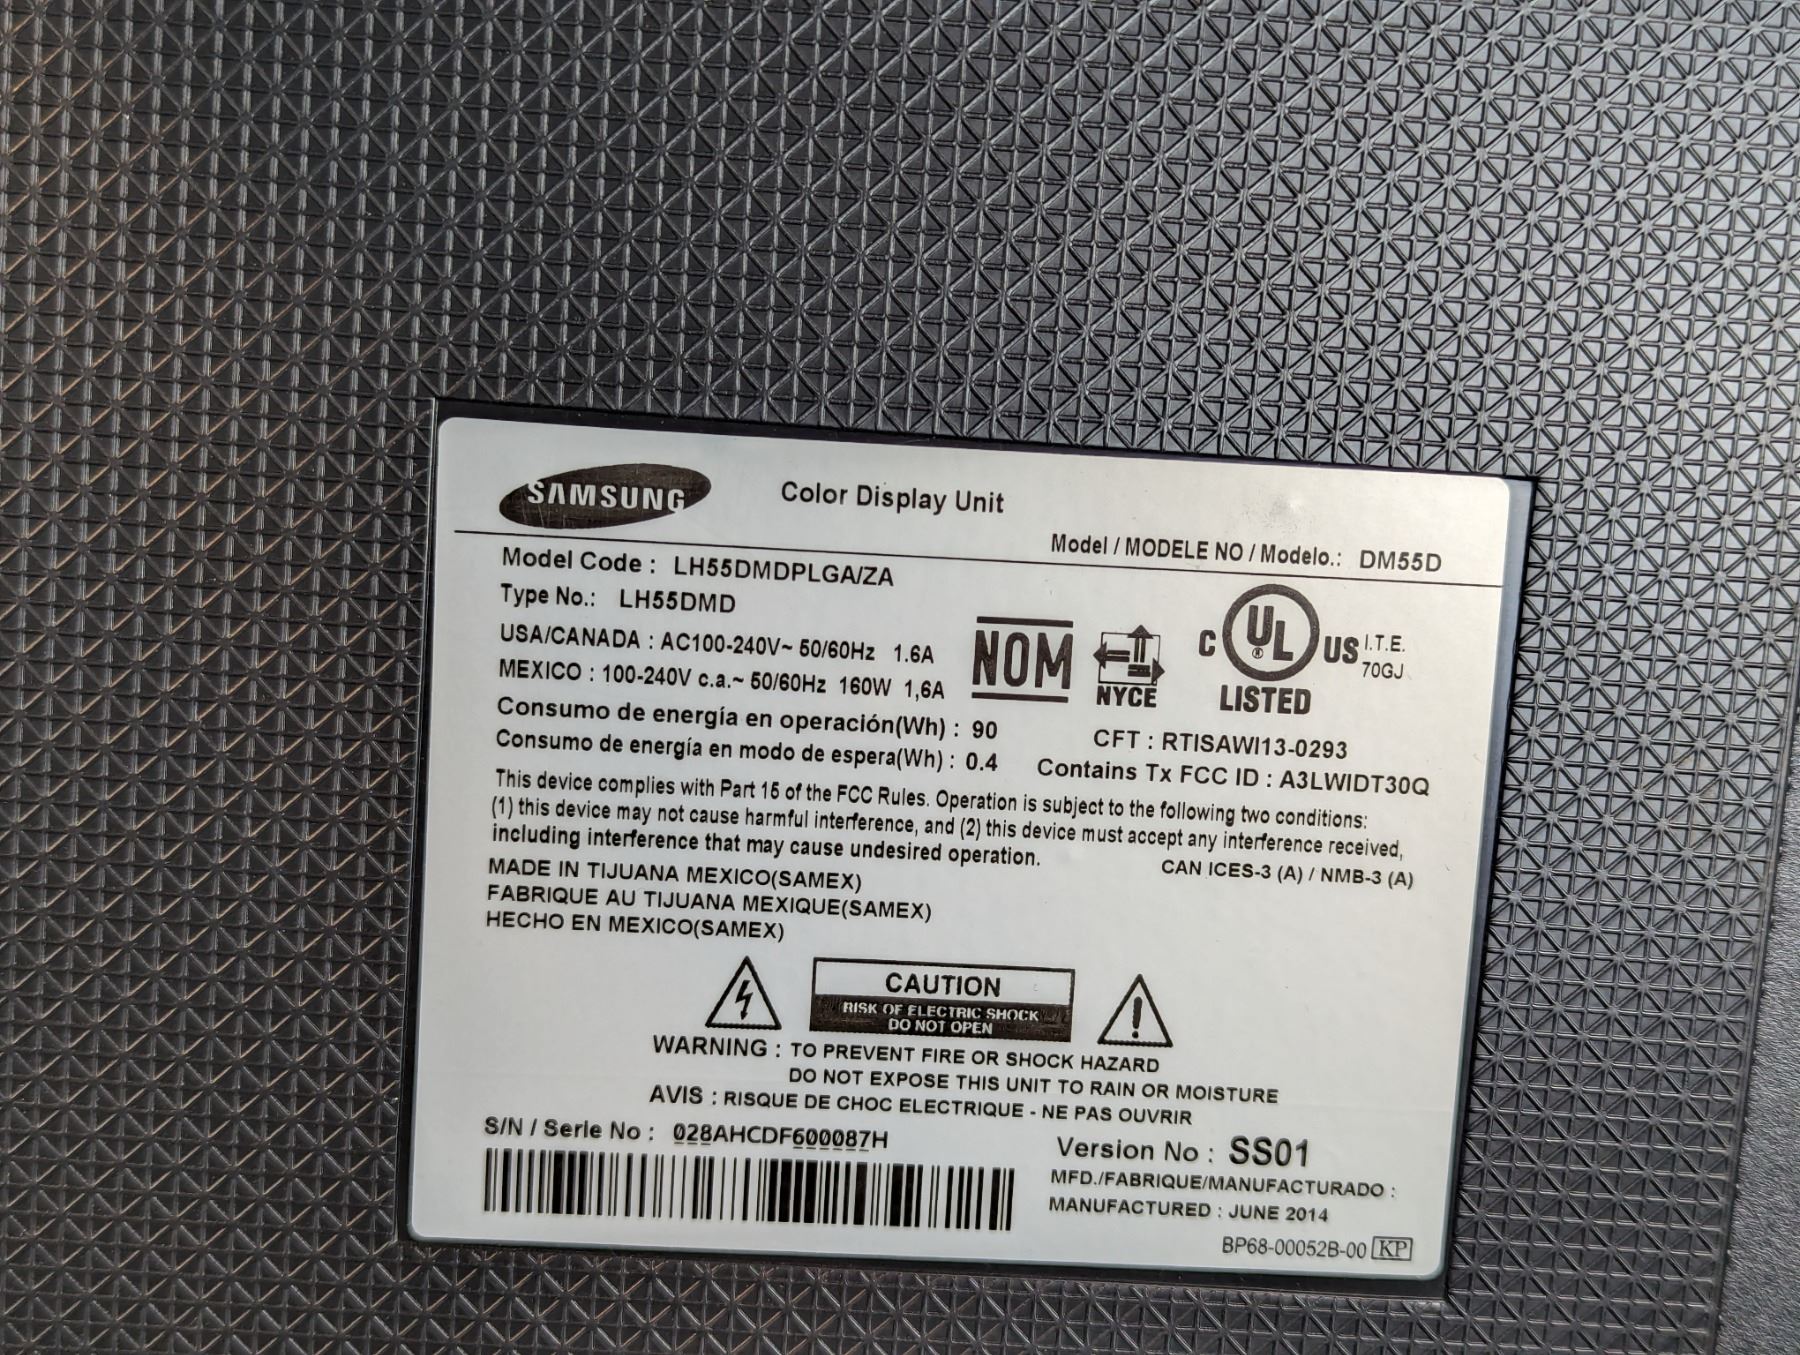 SAMSUNG Color Display Unit
Model / MODELE NO / Modelo.: DM55D
Model Code : LH55DMDPLGA/ZA
Type No.: LH55DMD
USA/CANADA : AC100-240V~ 50/60Hz 1.6A
MEXICO : 100-240V c.a.~ 50/60Hz 160W 1,6A
NOM
NYCE
C UL ® US
LISTED
I.T.E.
70GJ
Consumo de energía en operación(Wh) : 90
Consumo de energía en modo de espera(Wh) : 0.4
CFT : RTISAWI13-0293
Contains Tx FCC ID : A3LWIDT30Q
This device complies with Part 15 of the FCC Rules. Operation is subject to the following two conditions:
(1) this device may not cause harmful interference, and (2) this device must accept any interference received,
including interference that may cause undesired operation.
CAN ICES-3 (A) / NMB-3 (A)
MADE IN TIJUANA MEXICO(SAMEX)
FABRIQUE AU TIJUANA MEXIQUE(SAMEX)
HECHO EN MEXICO(SAMEX)
CAUTION
RISK OF ELECTRIC SHOCK
DO NOT OPEN
WARNING : TO PREVENT FIRE OR SHOCK HAZARD
DO NOT EXPOSE THIS UNIT TO RAIN OR MOISTURE
AVIS : RISQUE DE CHOC ELECTRIQUE - NE PAS OUVRIR
S/N / Serie No : 028AHCDF600087H
Version No : SS01
MFD./FABRIQUE/MANUFACTURADO :
MANUFACTURED : JUNE 2014
BP68-00052B-00 KP